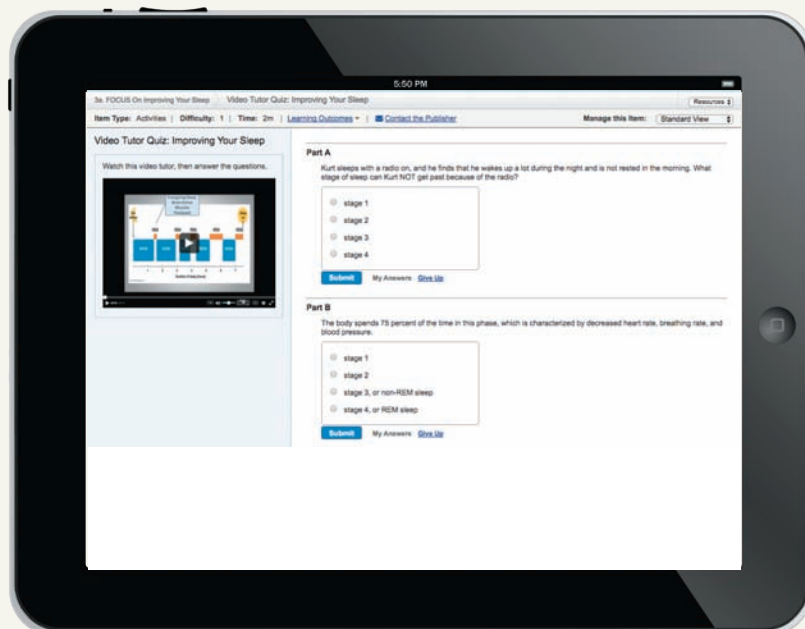 5:50 PM
3a. FOCUS On Improving Your Sleep Video Tutor Quiz: Improving Your Sleep
Resources
Item Type: Activities | Difficulty: 1 | Time: 2m | Learning Outcomes | Contact the Publisher
Manage this Item: Standard View
Video Tutor Quiz: Improving Your Sleep
Watch this video tutor, then answer the questions.
Part A
Kurt sleeps with a radio on, and he finds that he wakes up a lot during the night and is not rested in the morning. What
stage of sleep can Kurt NOT get past because of the radio?
stage 1
stage 2
stage 3
stage 4
Submit My Answers Give Up
Part B
The body spends 75 percent of the time in this phase, which is characterized by decreased heart rate, breathing rate, and
blood pressure.
stage 1
stage 2
stage 3, or non-REM sleep
stage 4, or REM sleep
Submit My Answers Give Up